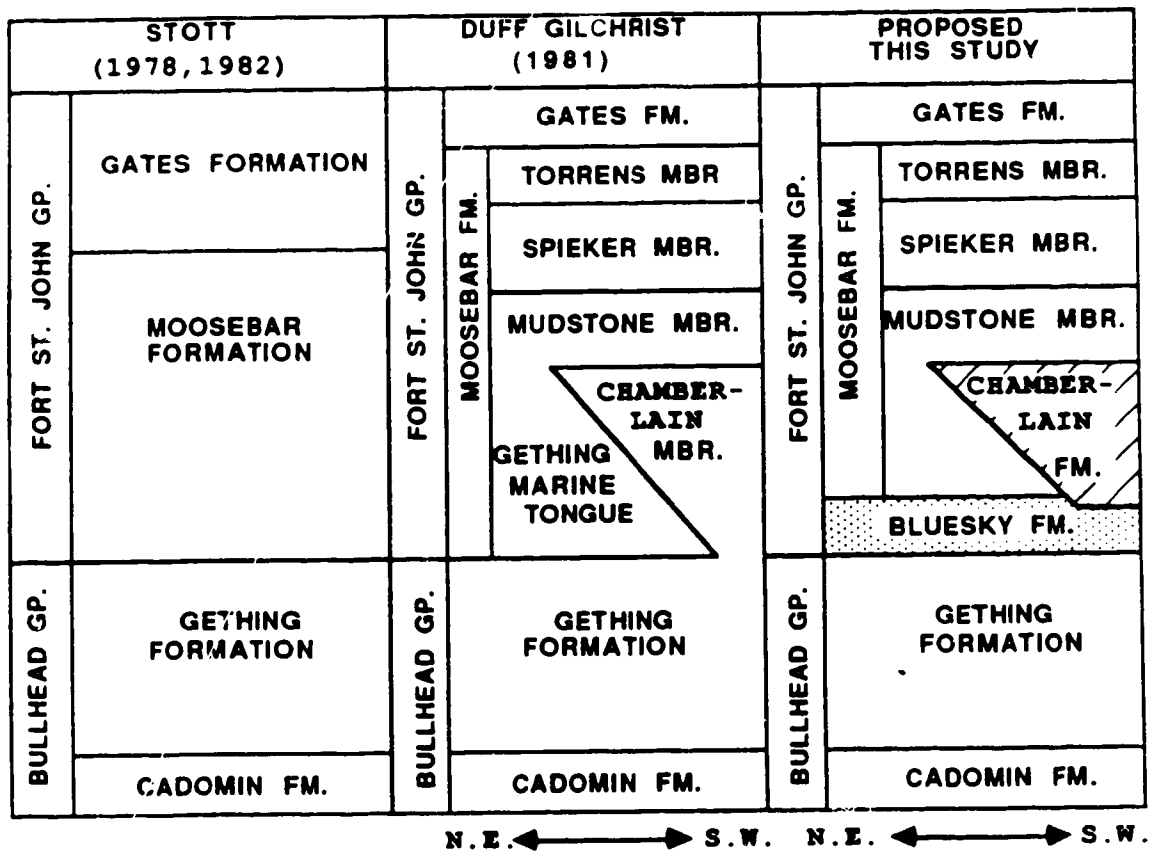 STOTT
(1978,1982)
DUFF GILCHRIST
(1981)
PROPOSED
THIS STUDY
FORT ST. JOHN GP.
GATES FORMATION
MOOSEBAR
FORMATION
BULLHEAD GP.
GETHING
FORMATION
CADOMIN FM.
FORT ST. JOHN GP.
GATES FM.
MOOSEBAR FM.
TORRENS MBR
SPIEKER MBR.
MUDSTONE MBR.
CHAMBER-
LAIN
MBR.
GETHING
MARINE
TONGUE
BULLHEAD GP.
GETHING
FORMATION
CADOMIN FM.
N.E. S.W.
FORT ST. JOHN GP.
GATES FM.
MOOSEBAR FM.
TORRENS MBR.
SPIEKER MBR.
MUDSTONE MBR.
CHAMBER-
LAIN
FM.
BLUESKY FM.
BULLHEAD GP.
GETHING
FORMATION
CADOMIN FM.
N.E. S.W.